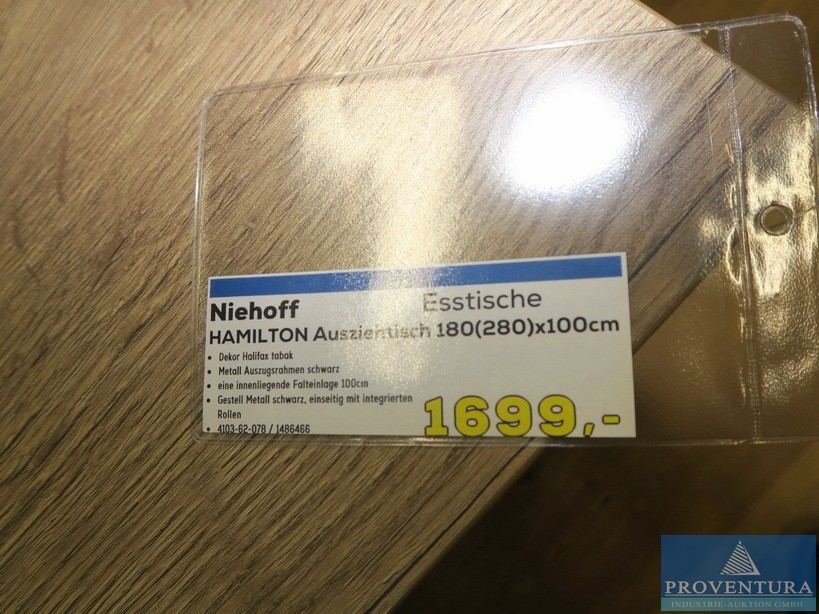 Niehoff Esstische
HAMILTON Ausziehtisch 180(280)x100cm
• Dekor Halifax tabak
• Metall Auszugsrahmen schwarz
• eine innenliegende Falteinlage 100cm
• Gestell Metall schwarz, einseitig mit integrierten
Rollen
• 4103-62-078 / 1486466
1699,-
PROVENTURA
INDUSTRIE-AUKTION GMBH